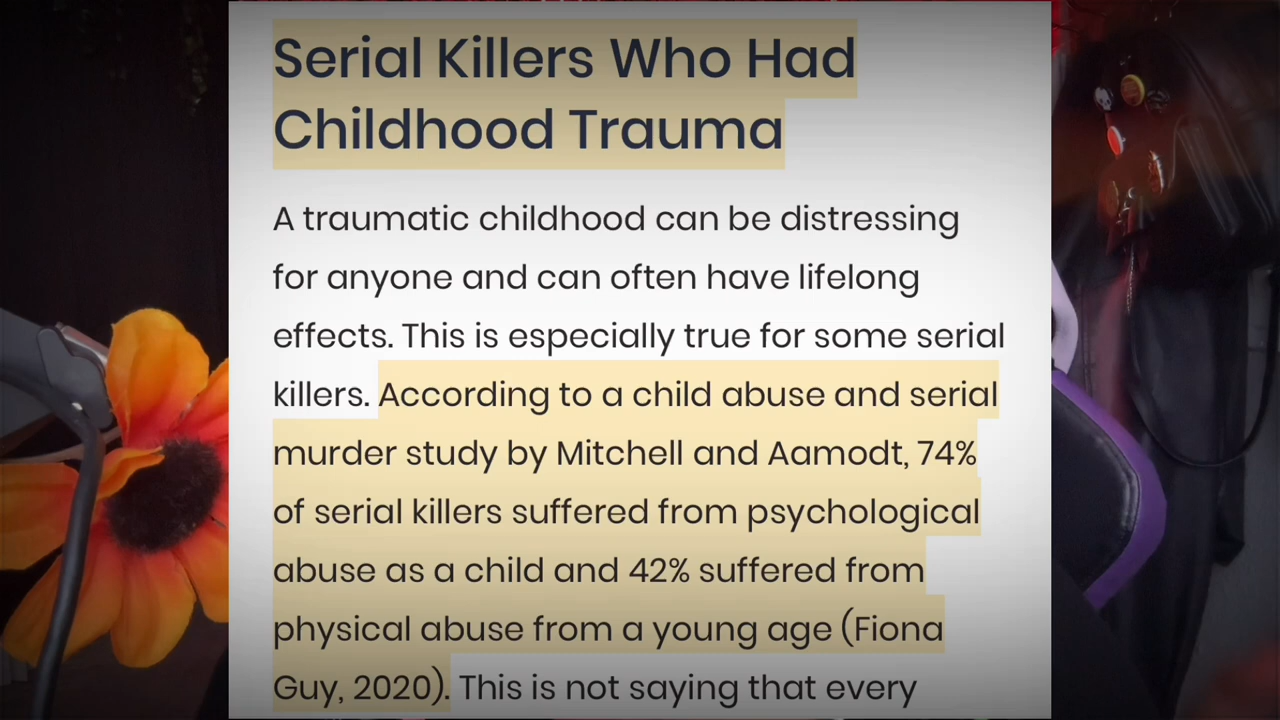 Serial Killers Who Had
Childhood Trauma
A traumatic childhood can be distressing
for anyone and can often have lifelong
effects. This is especially true for some serial
killers. According to a child abuse and serial
murder study by Mitchell and Aamodt, 74%
of serial killers suffered from psychological
abuse as a child and 42% suffered from
physical abuse from a young age (Fiona
Guy, 2020). This is not saying that every